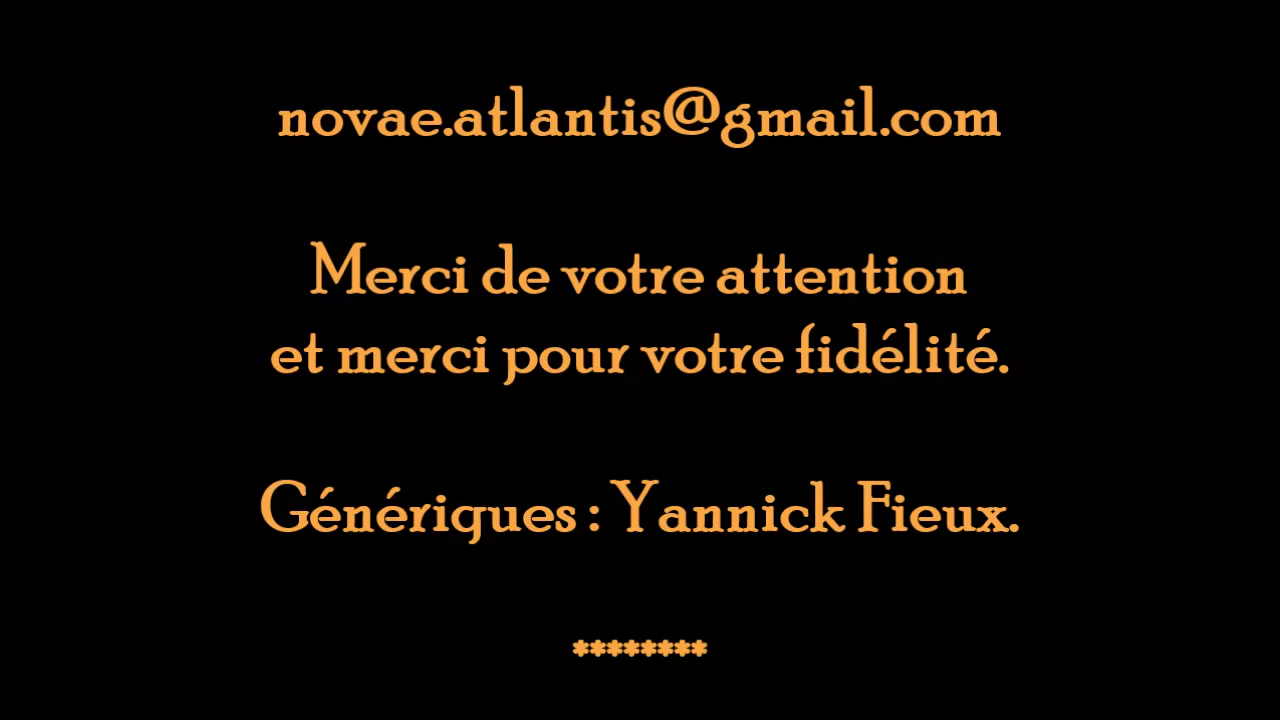 novae.atlantis@gmail.com
Merci de votre attention
et merci pour votre fidélité.
Génériques : Yannick Fieux.
********